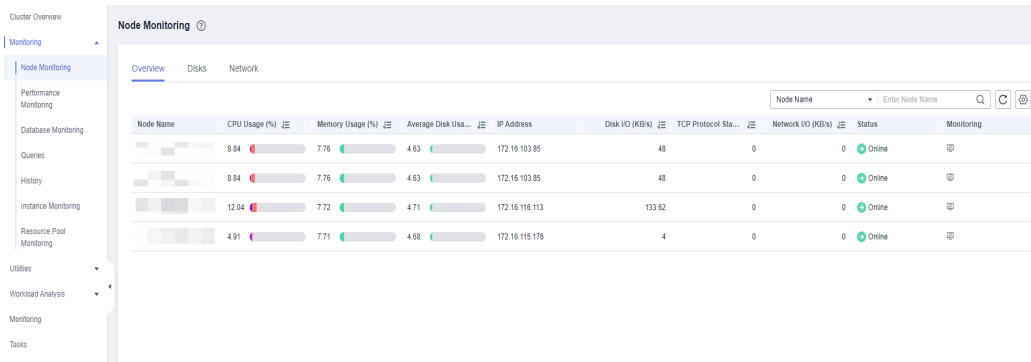 Cluster Overview
Monitoring
Node Monitoring
Performance
Monitoring
Database Monitoring
Queries
History
Instance Monitoring
Resource Pool
Monitoring
Utilities
Workload Analysis
Monitoring
Tasks
Node Monitoring
Overview Disks Network
Node Name Enter Node Name
Node Name CPU Usage (%) Memory Usage (%) Average Disk Usa... IP Address Disk I/O (KB/s) TCP Protocol Sta... Network I/O (KB/s) Status Monitoring
8.84 7.76 4.63 172.16.103.85 48 0 0 Online
8.84 7.76 4.63 172.16.103.85 48 0 0 Online
12.04 7.72 4.71 172.16.116.113 133.62 0 0 Online
4.91 7.71 4.68 172.16.115.176 4 0 0 Online